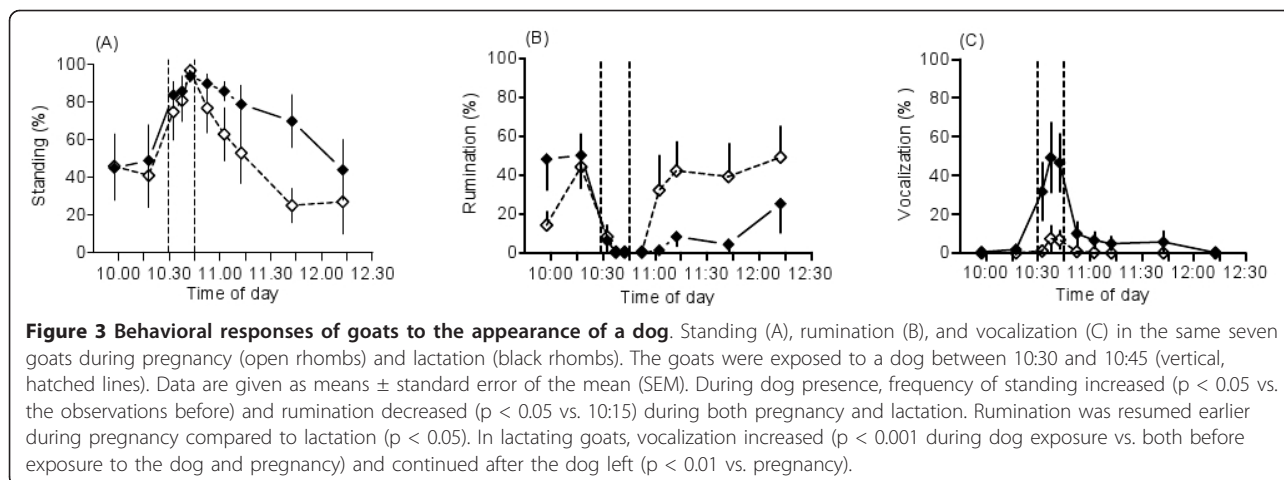 (A)
(B)
(C)
100
80
60
40
20
0
Standing (%)
10.00 10.30 11.00 11:30 12:00 12:30
Time of day
100
80
60
40
20
0
Rumination (%)
10:00 10:30 11:00 11:30 12:00 12:30
Time of day
100
80
60
40
20
0
Vocalization (%)
10:00 10:30 11:00 11:30 12:00 12:30
Time of day
Figure 3 Behavioral responses of goats to the appearance of a dog. Standing (A), rumination (B), and vocalization (C) in the same seven
goats during pregnancy (open rhombs) and lactation (black rhombs). The goats were exposed to a dog between 10:30 and 10:45 (vertical,
hatched lines). Data are given as means ± standard error of the mean (SEM). During dog presence, frequency of standing increased (p < 0.05 vs.
the observations before) and rumination decreased (p < 0.05 vs. 10:15) during both pregnancy and lactation. Rumination was resumed earlier
during pregnancy compared to lactation (p < 0.05). In lactating goats, vocalization increased (p < 0.001 during dog exposure vs. both before
exposure to the dog and pregnancy) and continued after the dog left (p < 0.01 vs. pregnancy).